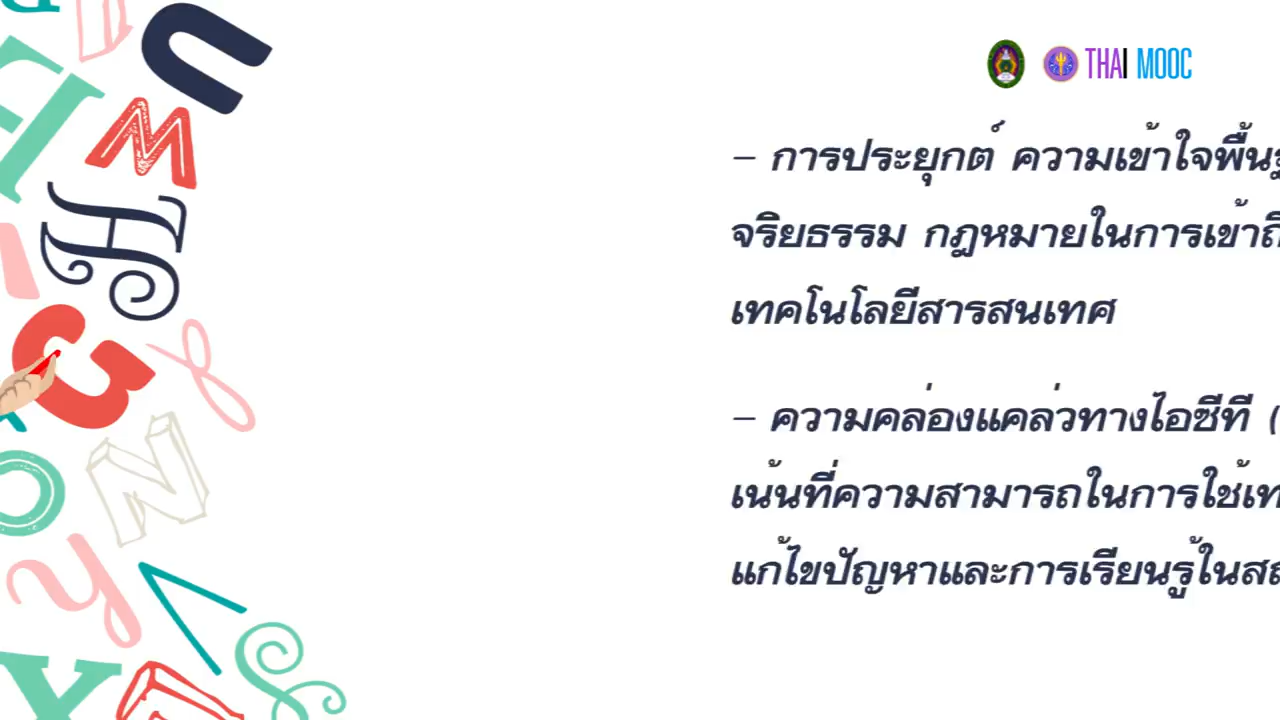 THAI MOOC
– การประยุกต์ ความเข้าใจพื้น
จริยธรรม กฎหมายในการเข้าถึ
เทคโนโลยีสารสนเทศ
– ความคล่องแคล่วทางไอซีที (
เน้นที่ความสามารถในการใช้เท
แก้ไขปัญหาและการเรียนรู้ในสถ